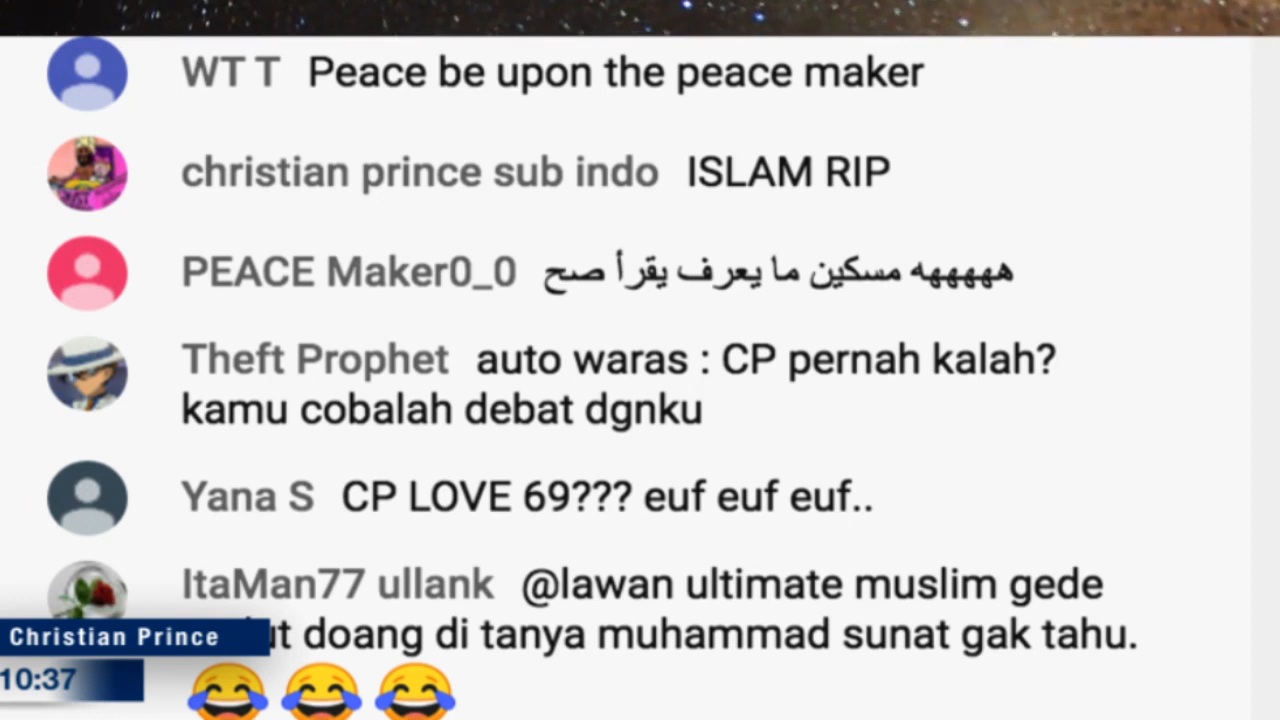 WT T Peace be upon the peace maker
christian prince sub indo ISLAM RIP
PEACE Maker0_0 هههههه مسكين ما يعرف يقرأ صح
Theft Prophet auto waras : CP pernah kalah?
kamu cobalah debat dgnku
Yana S CP LOVE 69??? euf euf euf..
ItaMan77 ullank @lawan ultimate muslim gede
doang di tanya muhammad sunat gak tahu.
😂 😂 😂
Christian Prince
10:37